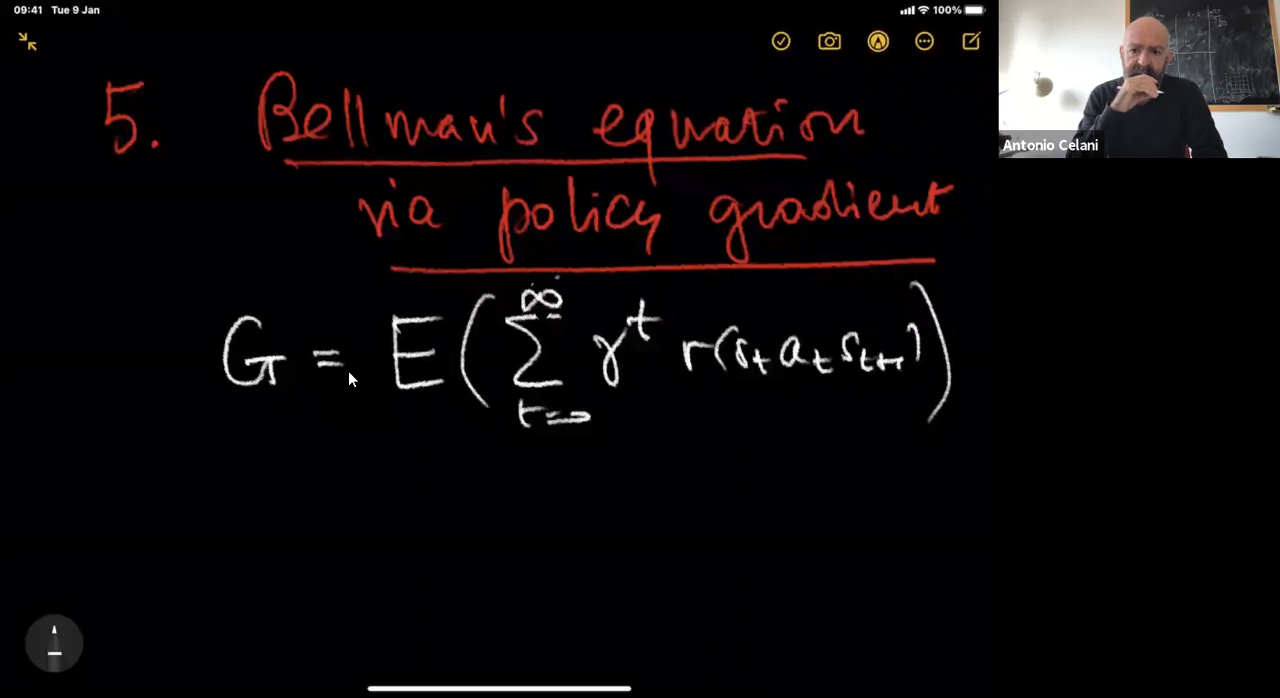 09:41 Tue 9 Jan
100%
Antonio Celani
5. Bellman's equation
via policy gradient
G = E( ∑_{t=0}^{∞} γ^t r(s_t a_t s_{t+1}) )